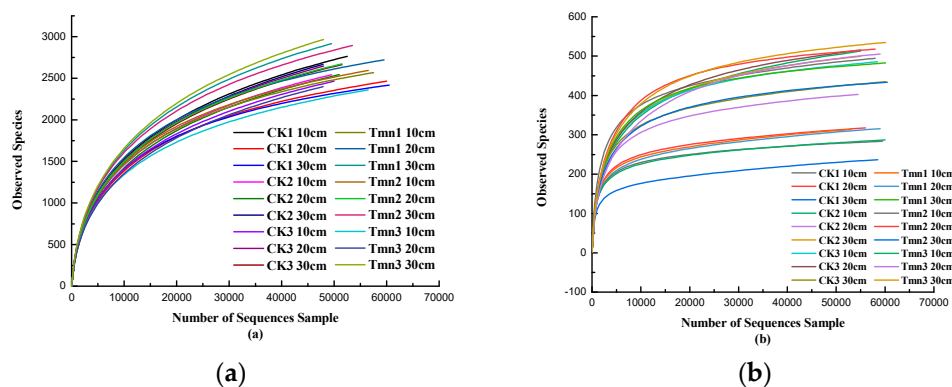 3000
2500
2000
1500
1000
500
0
Observed Species
CK1 10cm Tmn1 10cm
CK1 20cm Tmn1 20cm
CK1 30cm Tmn1 30cm
CK2 10cm Tmn2 10cm
CK2 20cm Tmn2 20cm
CK2 30cm Tmn2 30cm
CK3 10cm Tmn3 10cm
CK3 20cm Tmn3 20cm
CK3 30cm Tmn3 30cm
0 10000 20000 30000 40000 50000 60000 70000
Number of Sequences Sample
(a)
(a)
600
500
400
300
200
100
0
-100
Observed Species
CK1 10cm Tmn1 10cm
CK1 20cm Tmn1 20cm
CK1 30cm Tmn1 30cm
CK2 10cm Tmn2 10cm
CK2 20cm Tmn2 20cm
CK2 30cm Tmn2 30cm
CK3 10cm Tmn3 10cm
CK3 20cm Tmn3 20cm
CK3 30cm Tmn3 30cm
0 10000 20000 30000 40000 50000 60000 70000
Number of Sequences Sample
(b)
(b)